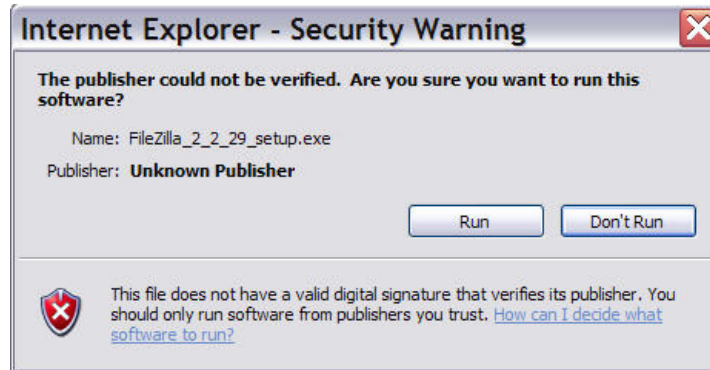 Internet Explorer - Security Warning
The publisher could not be verified. Are you sure you want to run this
software?
Name: FileZilla_2_2_29_setup.exe
Publisher: Unknown Publisher
Run Don't Run
This file does not have a valid digital signature that verifies its publisher. You
should only run software from publishers you trust. How can I decide what
software to run?